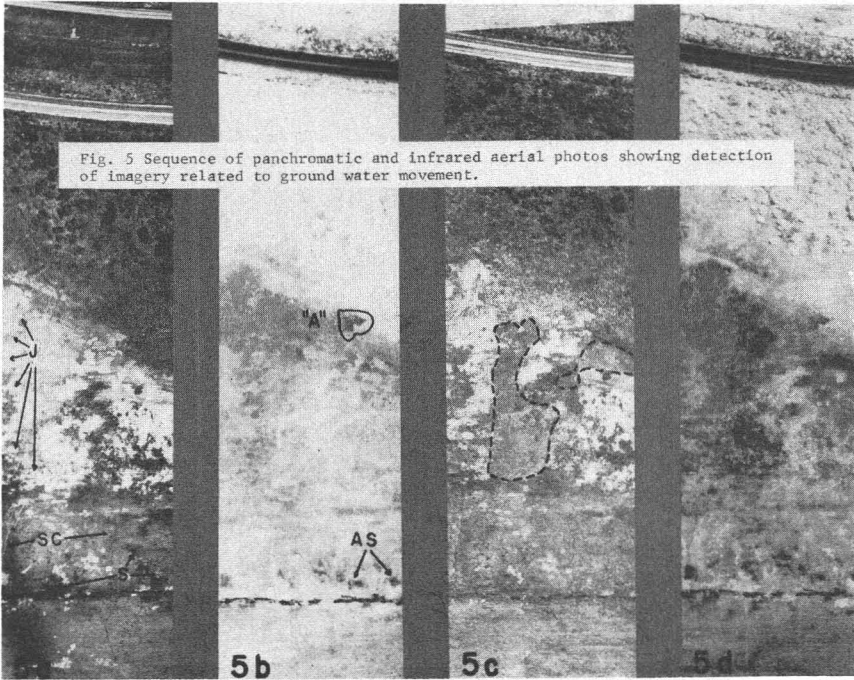 Fig. 5 Sequence of panchromatic and infrared aerial photos showing detection
of imagery related to ground water movement.
"A"
J
SC
S
AS
5b
5c
5d